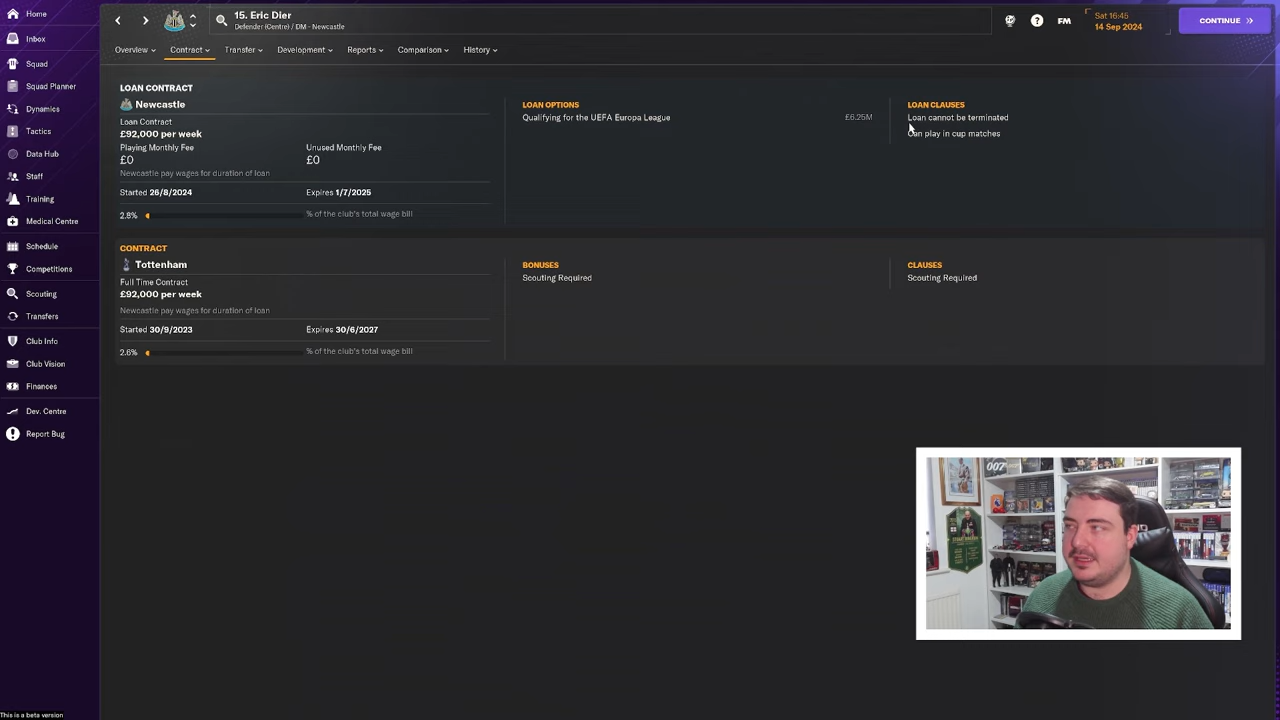 Home
Inbox
Squad
Squad Planner
Dynamics
Tactics
Data Hub
Staff
Training
Medical Centre
Schedule
Competitions
Scouting
Transfers
Club Info
Club Vision
Finances
Dev. Centre
Report Bug
This is a beta version
15. Eric Dier
Defender (Centre) / DM - Newcastle
?
FM
Sat 16:45
14 Sep 2024
CONTINUE
Overview
Contract
Transfer
Development
Reports
Comparison
History
LOAN CONTRACT
Newcastle
Loan Contract
£92,000 per week
Playing Monthly Fee Unused Monthly Fee
£0 £0
Newcastle pay wages for duration of loan
Started 26/8/2024 Expires 1/7/2025
2.8% % of the club's total wage bill
LOAN OPTIONS
Qualifying for the UEFA Europa League £6.25M
LOAN CLAUSES
Loan cannot be terminated
Can play in cup matches
CONTRACT
Tottenham
Full Time Contract
£92,000 per week
Newcastle pay wages for duration of loan
Started 30/9/2023 Expires 30/6/2027
2.6% % of the club's total wage bill
BONUSES
Scouting Required
CLAUSES
Scouting Required
007